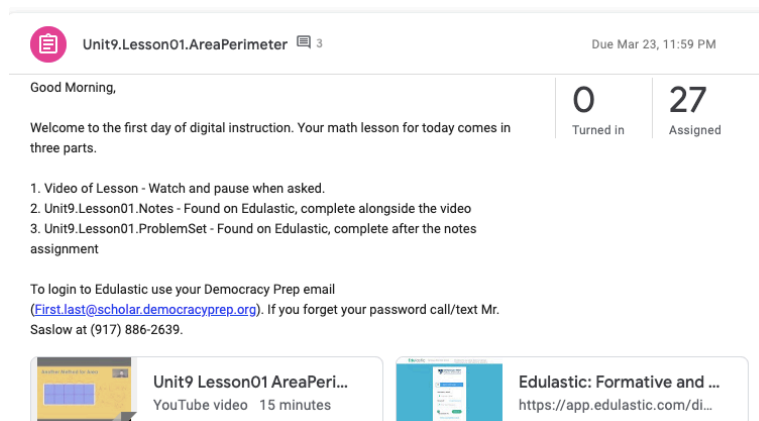 Unit9.Lesson01.AreaPerimeter 3 Due Mar 23, 11:59 PM
Good Morning,
0 27
Turned in Assigned
Welcome to the first day of digital instruction. Your math lesson for today comes in
three parts.
1. Video of Lesson - Watch and pause when asked.
2. Unit9.Lesson01.Notes - Found on Edulastic, complete alongside the video
3. Unit9.Lesson01.ProblemSet - Found on Edulastic, complete after the notes
assignment
To login to Edulastic use your Democracy Prep email
(First.last@scholar.democracyprep.org). If you forget your password call/text Mr.
Saslow at (917) 886-2639.
Another Method for Area
Unit9 Lesson01 AreaPeri...
YouTube video 15 minutes
Edulastic: Formative and ...
https://app.edulastic.com/di...